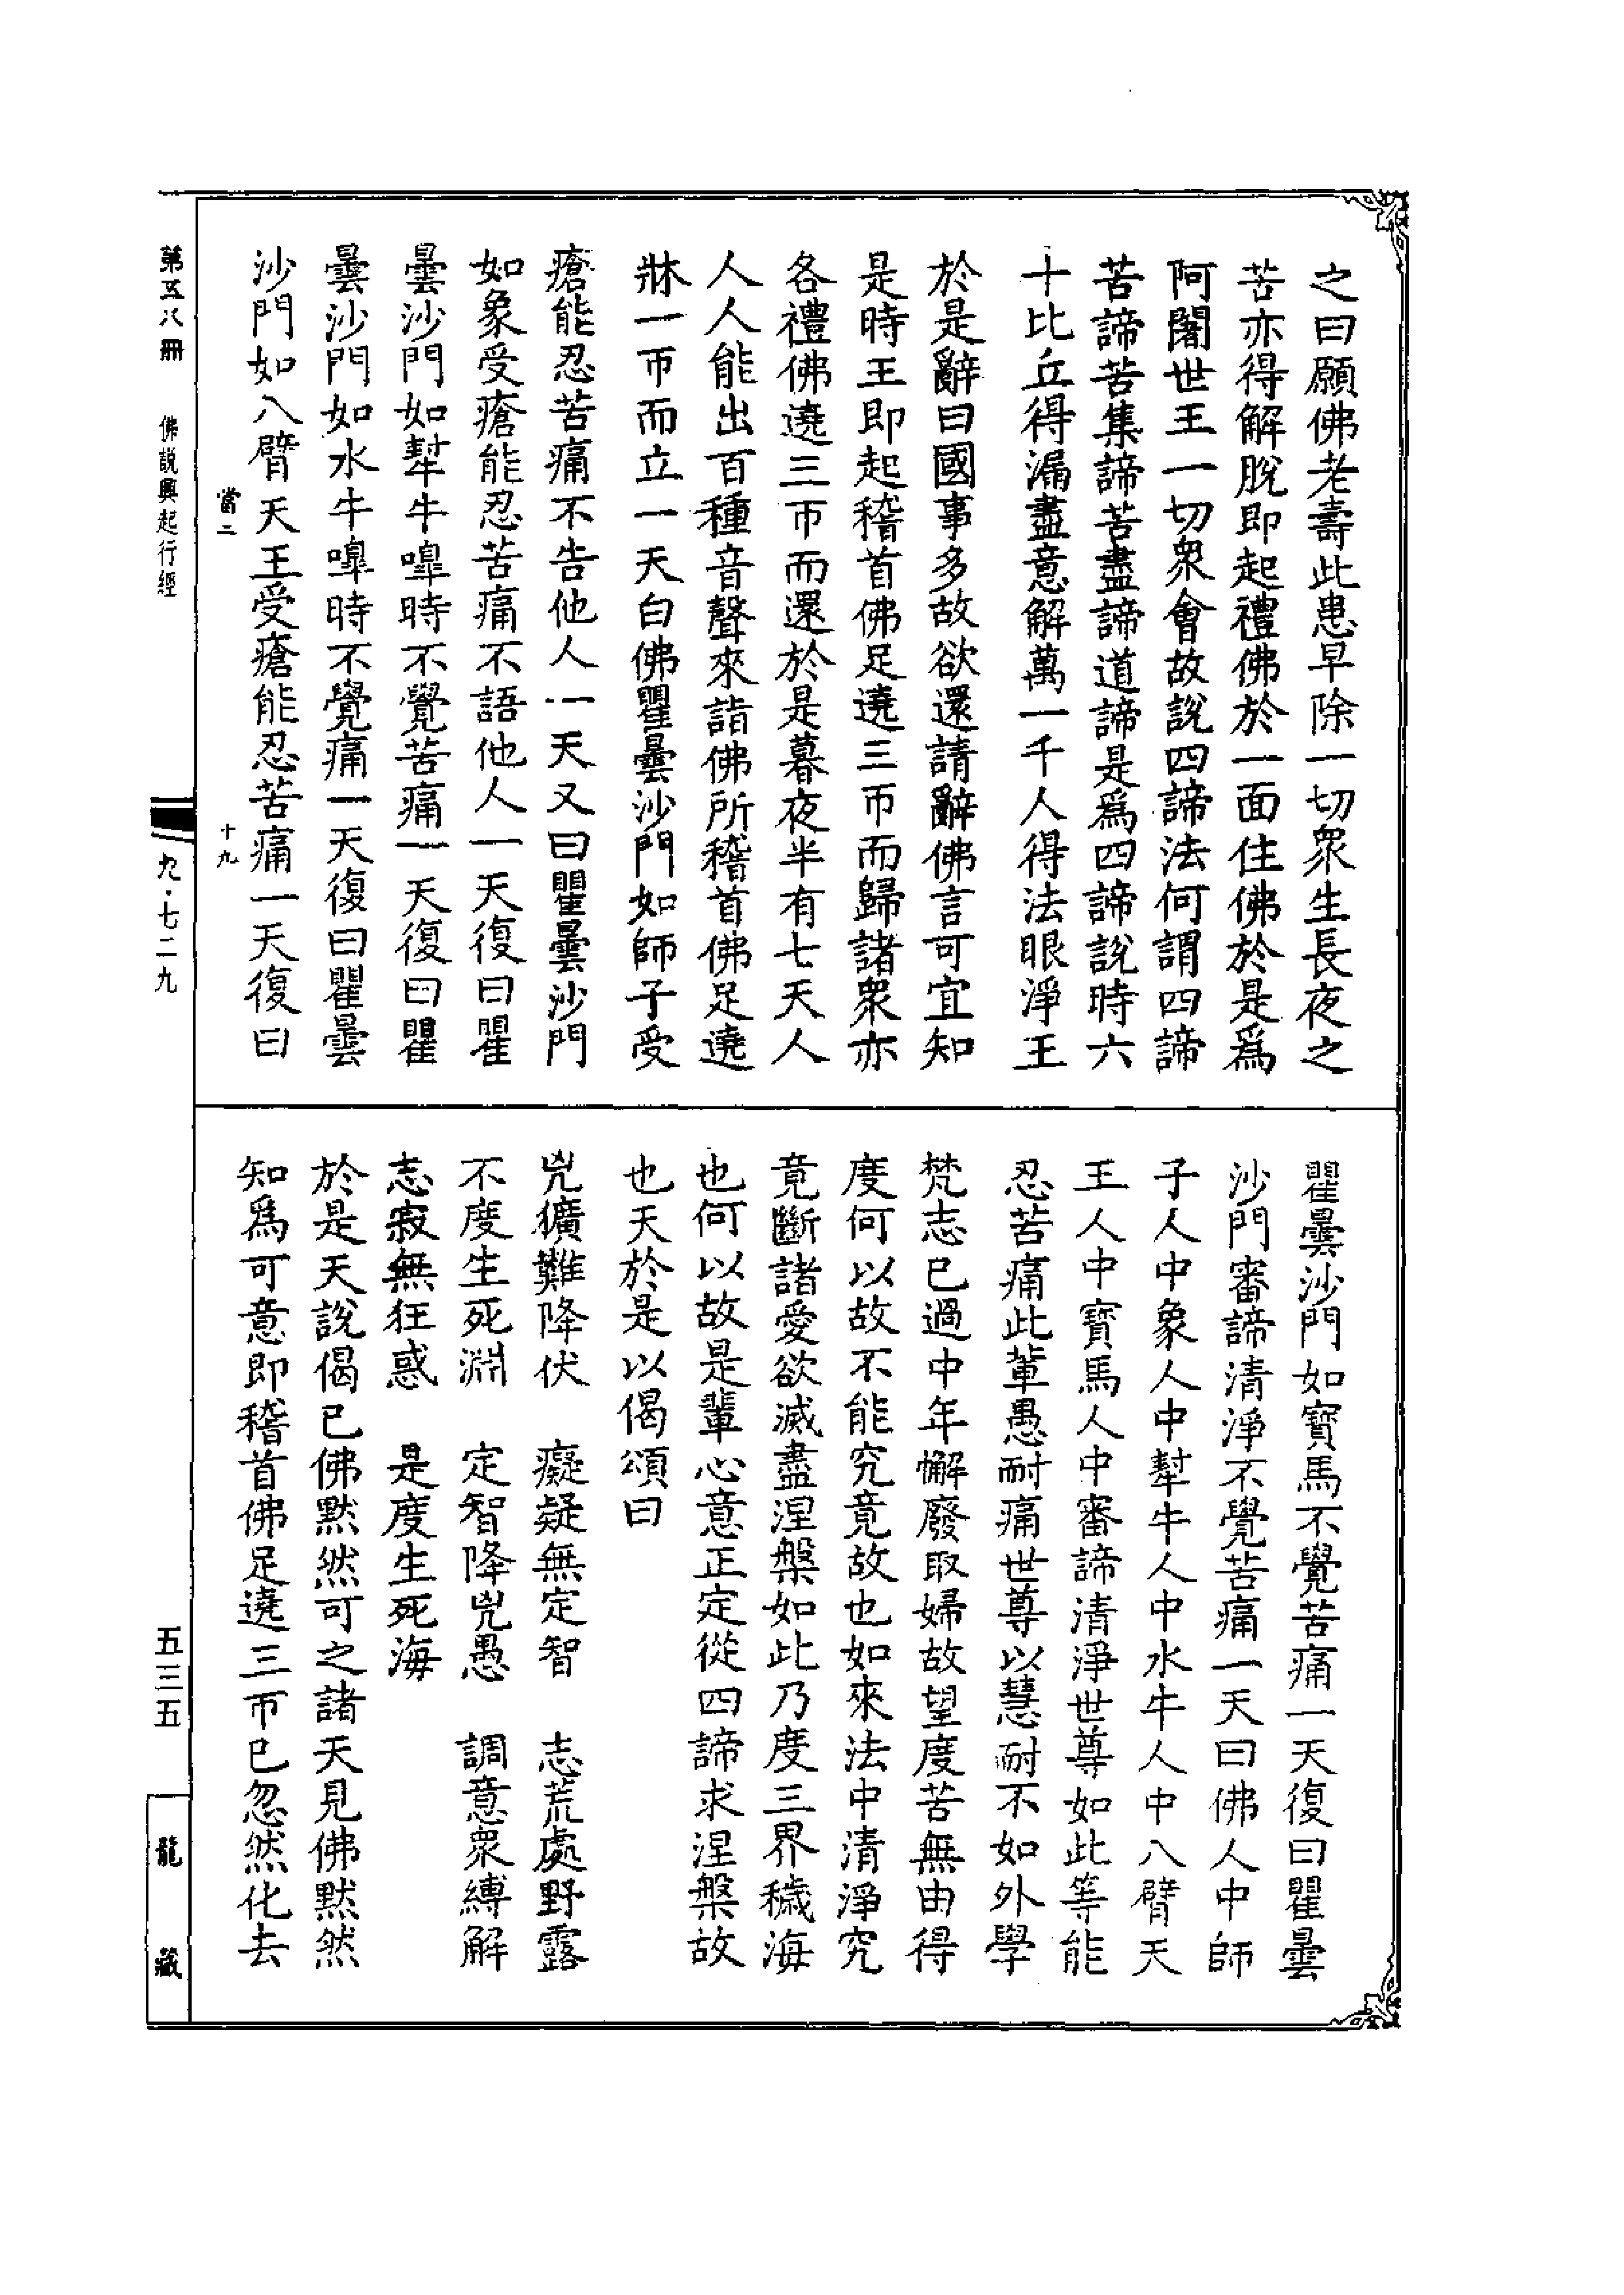 之曰願佛老壽此患早除一切眾生長夜之
苦亦得解脫即起禮佛於一面住佛於是爲
阿闍世王一切眾會故說四諦法何謂四諦
苦諦苦集諦苦盡諦道諦是爲四諦說時六
十比丘得漏盡意解萬一千人得法眼淨王
於是辭曰國事多故欲還請辭佛言可宜知
是時王即起稽首佛足遶三帀而歸諸眾亦
各禮佛遶三帀而還於是暮夜半有七天人
人人能出百種音聲來詣佛所稽首佛足遶
牀一帀而立一天白佛瞿曇沙門如師子受
瘡能忍苦痛不告他人一天又曰瞿曇沙門
如象受瘡能忍苦痛不語他人一天復曰瞿
曇沙門如犎牛嘷時不覺苦痛一天復曰瞿
曇沙門如水牛嘷時不覺痛一天復曰瞿曇
沙門如八臂天王受瘡能忍苦痛一天復曰
當二
十九
瞿曇沙門如寶馬不覺苦痛一天復曰瞿曇
沙門審諦清淨不覺苦痛一天曰佛人中師
子人中象人中犎牛人中水牛人中八臂天
王人中寶馬人中審諦清淨世尊如此等能
忍苦痛此輩愚耐痛世尊以慧耐不如外學
梵志已過中年懈廢取婦故望度苦無由得
度何以故不能究竟故也如來法中清淨究
竟斷諸愛欲滅盡涅槃如此乃度三界穢海
也何以故是輩心意正定從四諦求涅槃故
也天於是以偈頌曰
兇獷難降伏　癡疑無定智　志荒處野露
不度生死淵　定智降兇愚　調意眾縛解
志寂無狂惑　是度生死海
於是天說偈已佛默然可之諸天見佛默然
知爲可意即稽首佛足遶三帀已忽然化去
第五八冊　佛說興起行經
九·七二九
五三五
龍藏